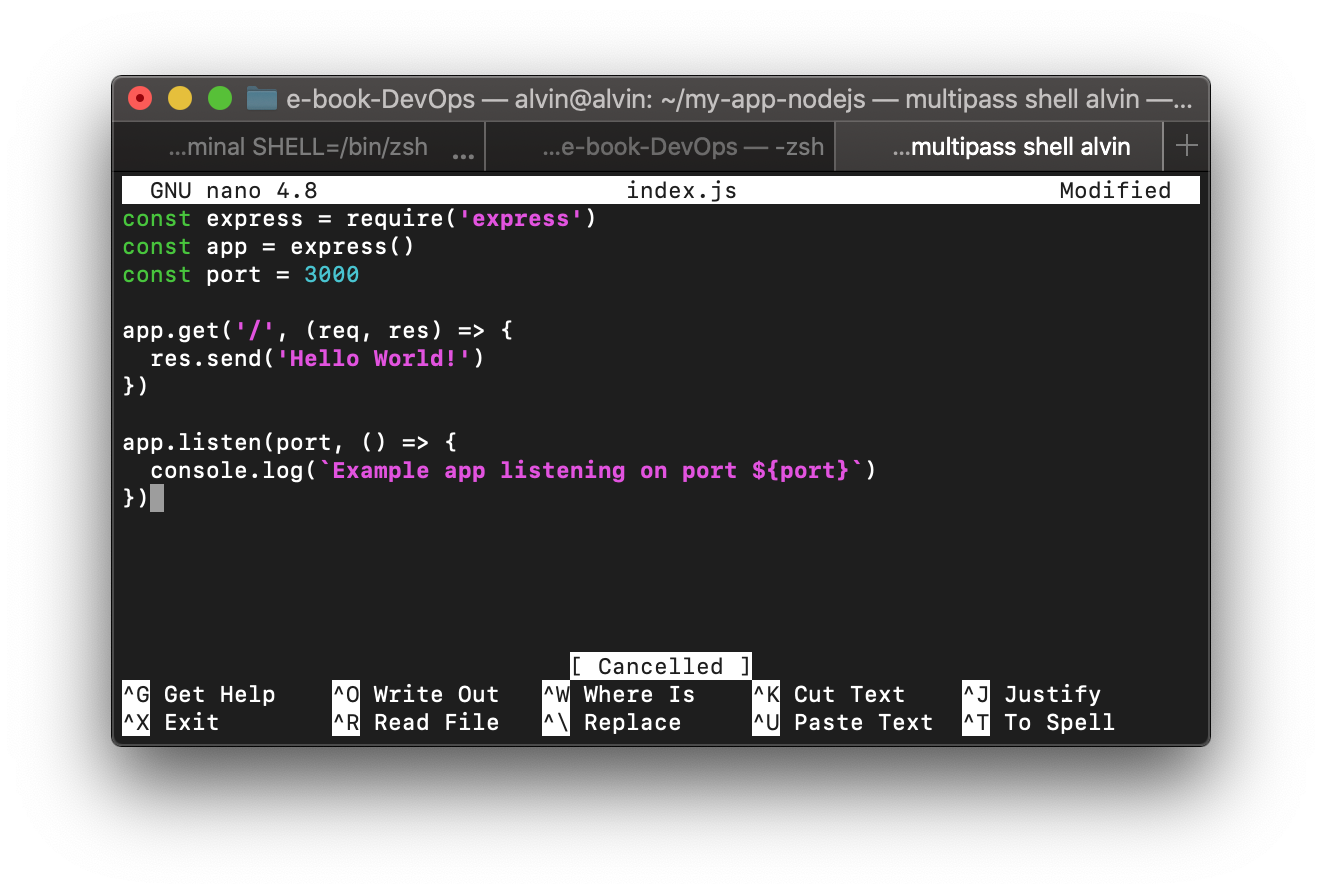 e-book-DevOps — alvin@alvin: ~/my-app-nodejs — multipass shell alvin —...
...minal SHELL=/bin/zsh ... ...e-book-DevOps — -zsh ...multipass shell alvin +
GNU nano 4.8 index.js Modified
const express = require('express')
const app = express()
const port = 3000
app.get('/', (req, res) => {
  res.send('Hello World!')
})
app.listen(port, () => {
  console.log(`Example app listening on port ${port}`)
})
[ Cancelled ]
^G Get Help ^O Write Out ^W Where Is ^K Cut Text ^J Justify
^X Exit ^R Read File ^\ Replace ^U Paste Text ^T To Spell